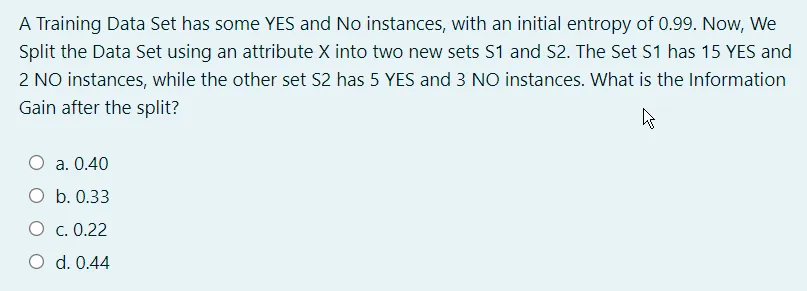 A Training Data Set has some YES and No instances, with an initial entropy of 0.99. Now, We
Split the Data Set using an attribute X into two new sets S1 and S2. The Set S1 has 15 YES and
2 NO instances, while the other set S2 has 5 YES and 3 NO instances. What is the Information
Gain after the split?
a. 0.40
b. 0.33
c. 0.22
d. 0.44